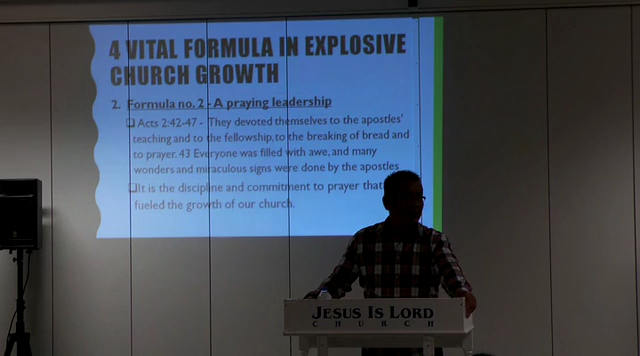 4 VITAL FORMULA IN EXPLOSIVE
CHURCH GROWTH
2. Formula no. 2 - A praying leadership
Acts 2:42-47 - They devoted themselves to the apostles'
teaching and to the fellowship, to the breaking of bread and
to prayer. 43 Everyone was filled with awe, and many
wonders and miraculous signs were done by the apostles
It is the discipline and commitment to prayer that
fueled the growth of our church.
JESUS IS LORD
CHURCH